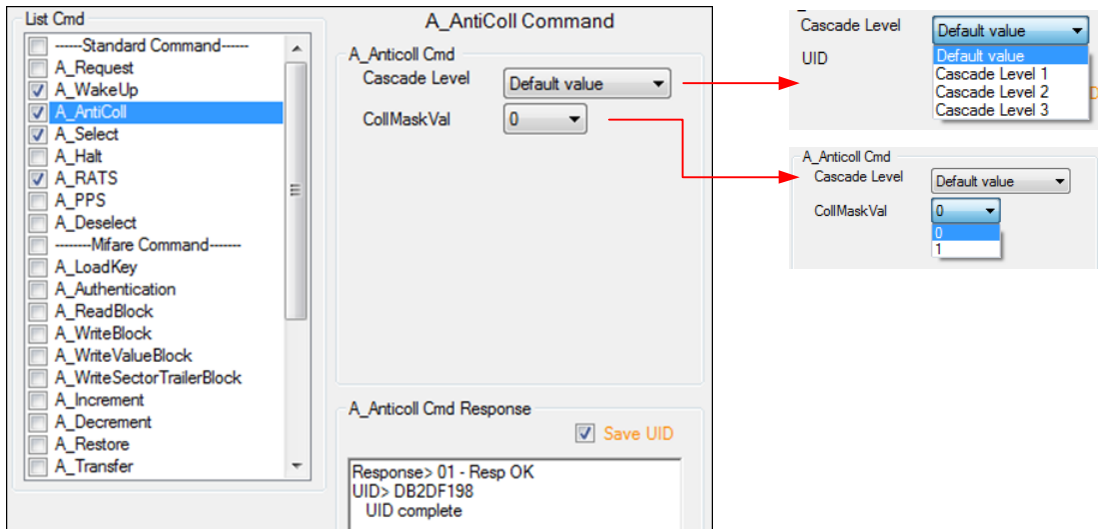 List Cmd
------Standard Command------
A_Request
A_WakeUp
A_AntiColl
A_Select
A_Halt
A_RATS
A_PPS
A_Deselect
--------Mifare Command-------
A_LoadKey
A_Authentication
A_ReadBlock
A_WriteBlock
A_WriteValueBlock
A_WriteSectorTrailerBlock
A_Increment
A_Decrement
A_Restore
A_Transfer
A_AntiColl Command
A_Anticoll Cmd
Cascade Level Default value
CollMaskVal 0
A_Anticoll Cmd Response
Save UID
Response> 01 - Resp OK
UID> DB2DF198
UID complete
Cascade Level Default value
UID
Default value
Cascade Level 1
Cascade Level 2
Cascade Level 3
A_Anticoll Cmd
Cascade Level Default value
CollMaskVal 0
0
1